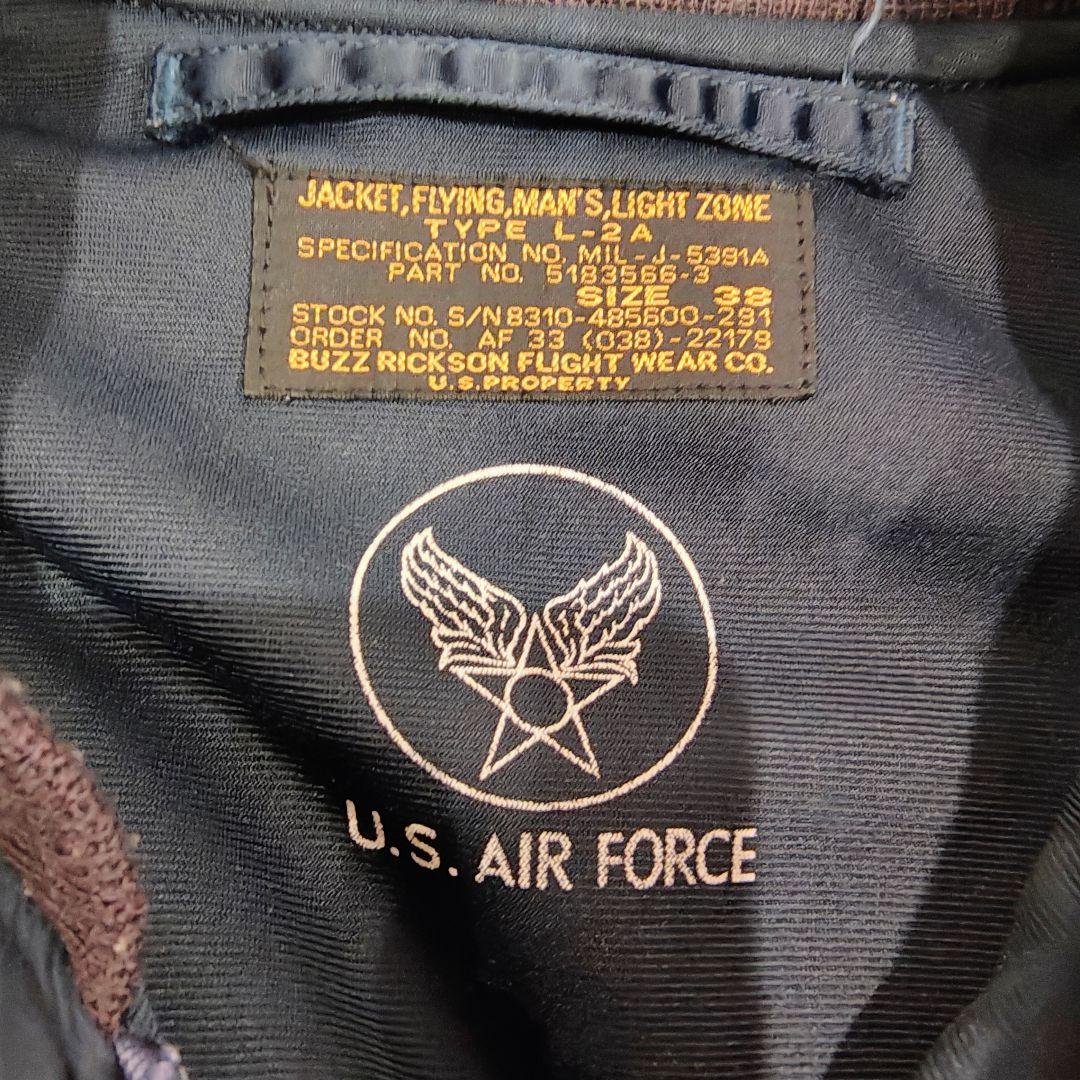 JACKET,FLYING,MAN'S,LIGHT ZONE
TYPE L-2A
SPECIFICATION NO. MIL-J-5391A
PART NO. 5183566-3
SIZE 38
STOCK NO. S/N 8310-485600-291
ORDER NO. AF 33 (038)-22179
BUZZ RICKSON FLIGHT WEAR CO.
U.S.PROPERTY
U.S. AIR FORCE